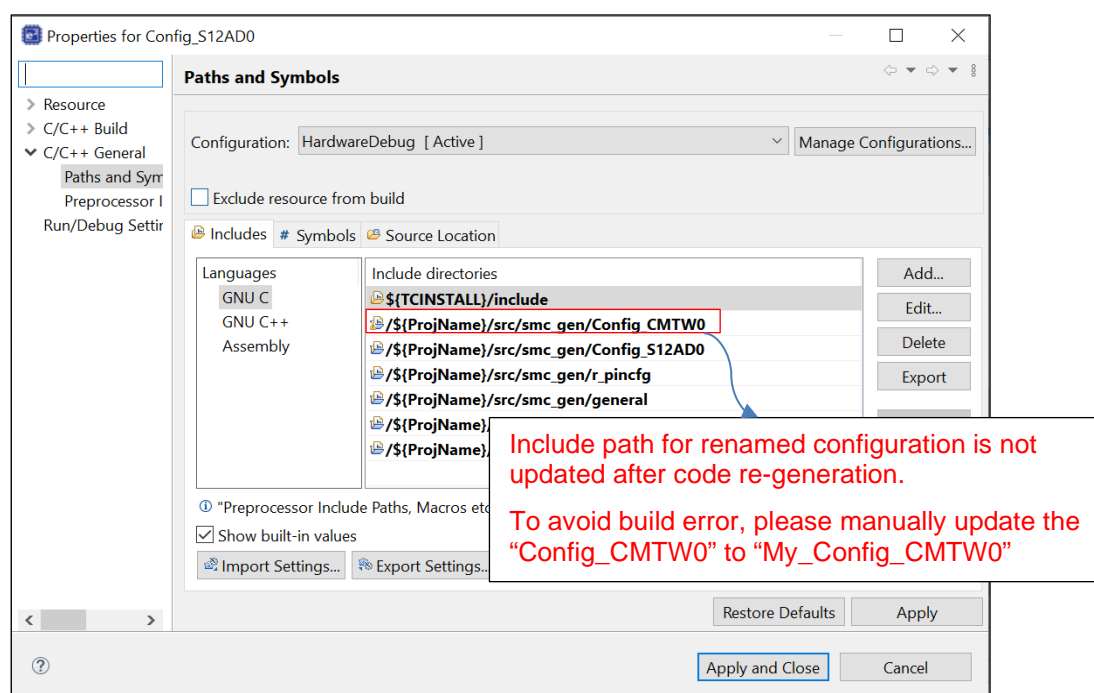 Properties for Config_S12AD0
Paths and Symbols
Resource
C/C++ Build
C/C++ General
Paths and Sym
Preprocessor I
Run/Debug Settin
Configuration: HardwareDebug [ Active ]
Manage Configurations...
Exclude resource from build
Includes # Symbols Source Location
Languages
GNU C
GNU C++
Assembly
Include directories
${TCINSTALL}/include
/${ProjName}/src/smc_gen/Config_CMTW0
/${ProjName}/src/smc_gen/Config_S12AD0
/${ProjName}/src/smc_gen/r_pincfg
/${ProjName}/src/smc_gen/general
/${ProjName}/
/${ProjName}/
Add...
Edit...
Delete
Export
Include path for renamed configuration is not
updated after code re-generation.
To avoid build error, please manually update the
“Config_CMTW0” to “My_Config_CMTW0”
"Preprocessor Include Paths, Macros etc
Show built-in values
Import Settings... Export Settings..
Restore Defaults Apply
Apply and Close Cancel